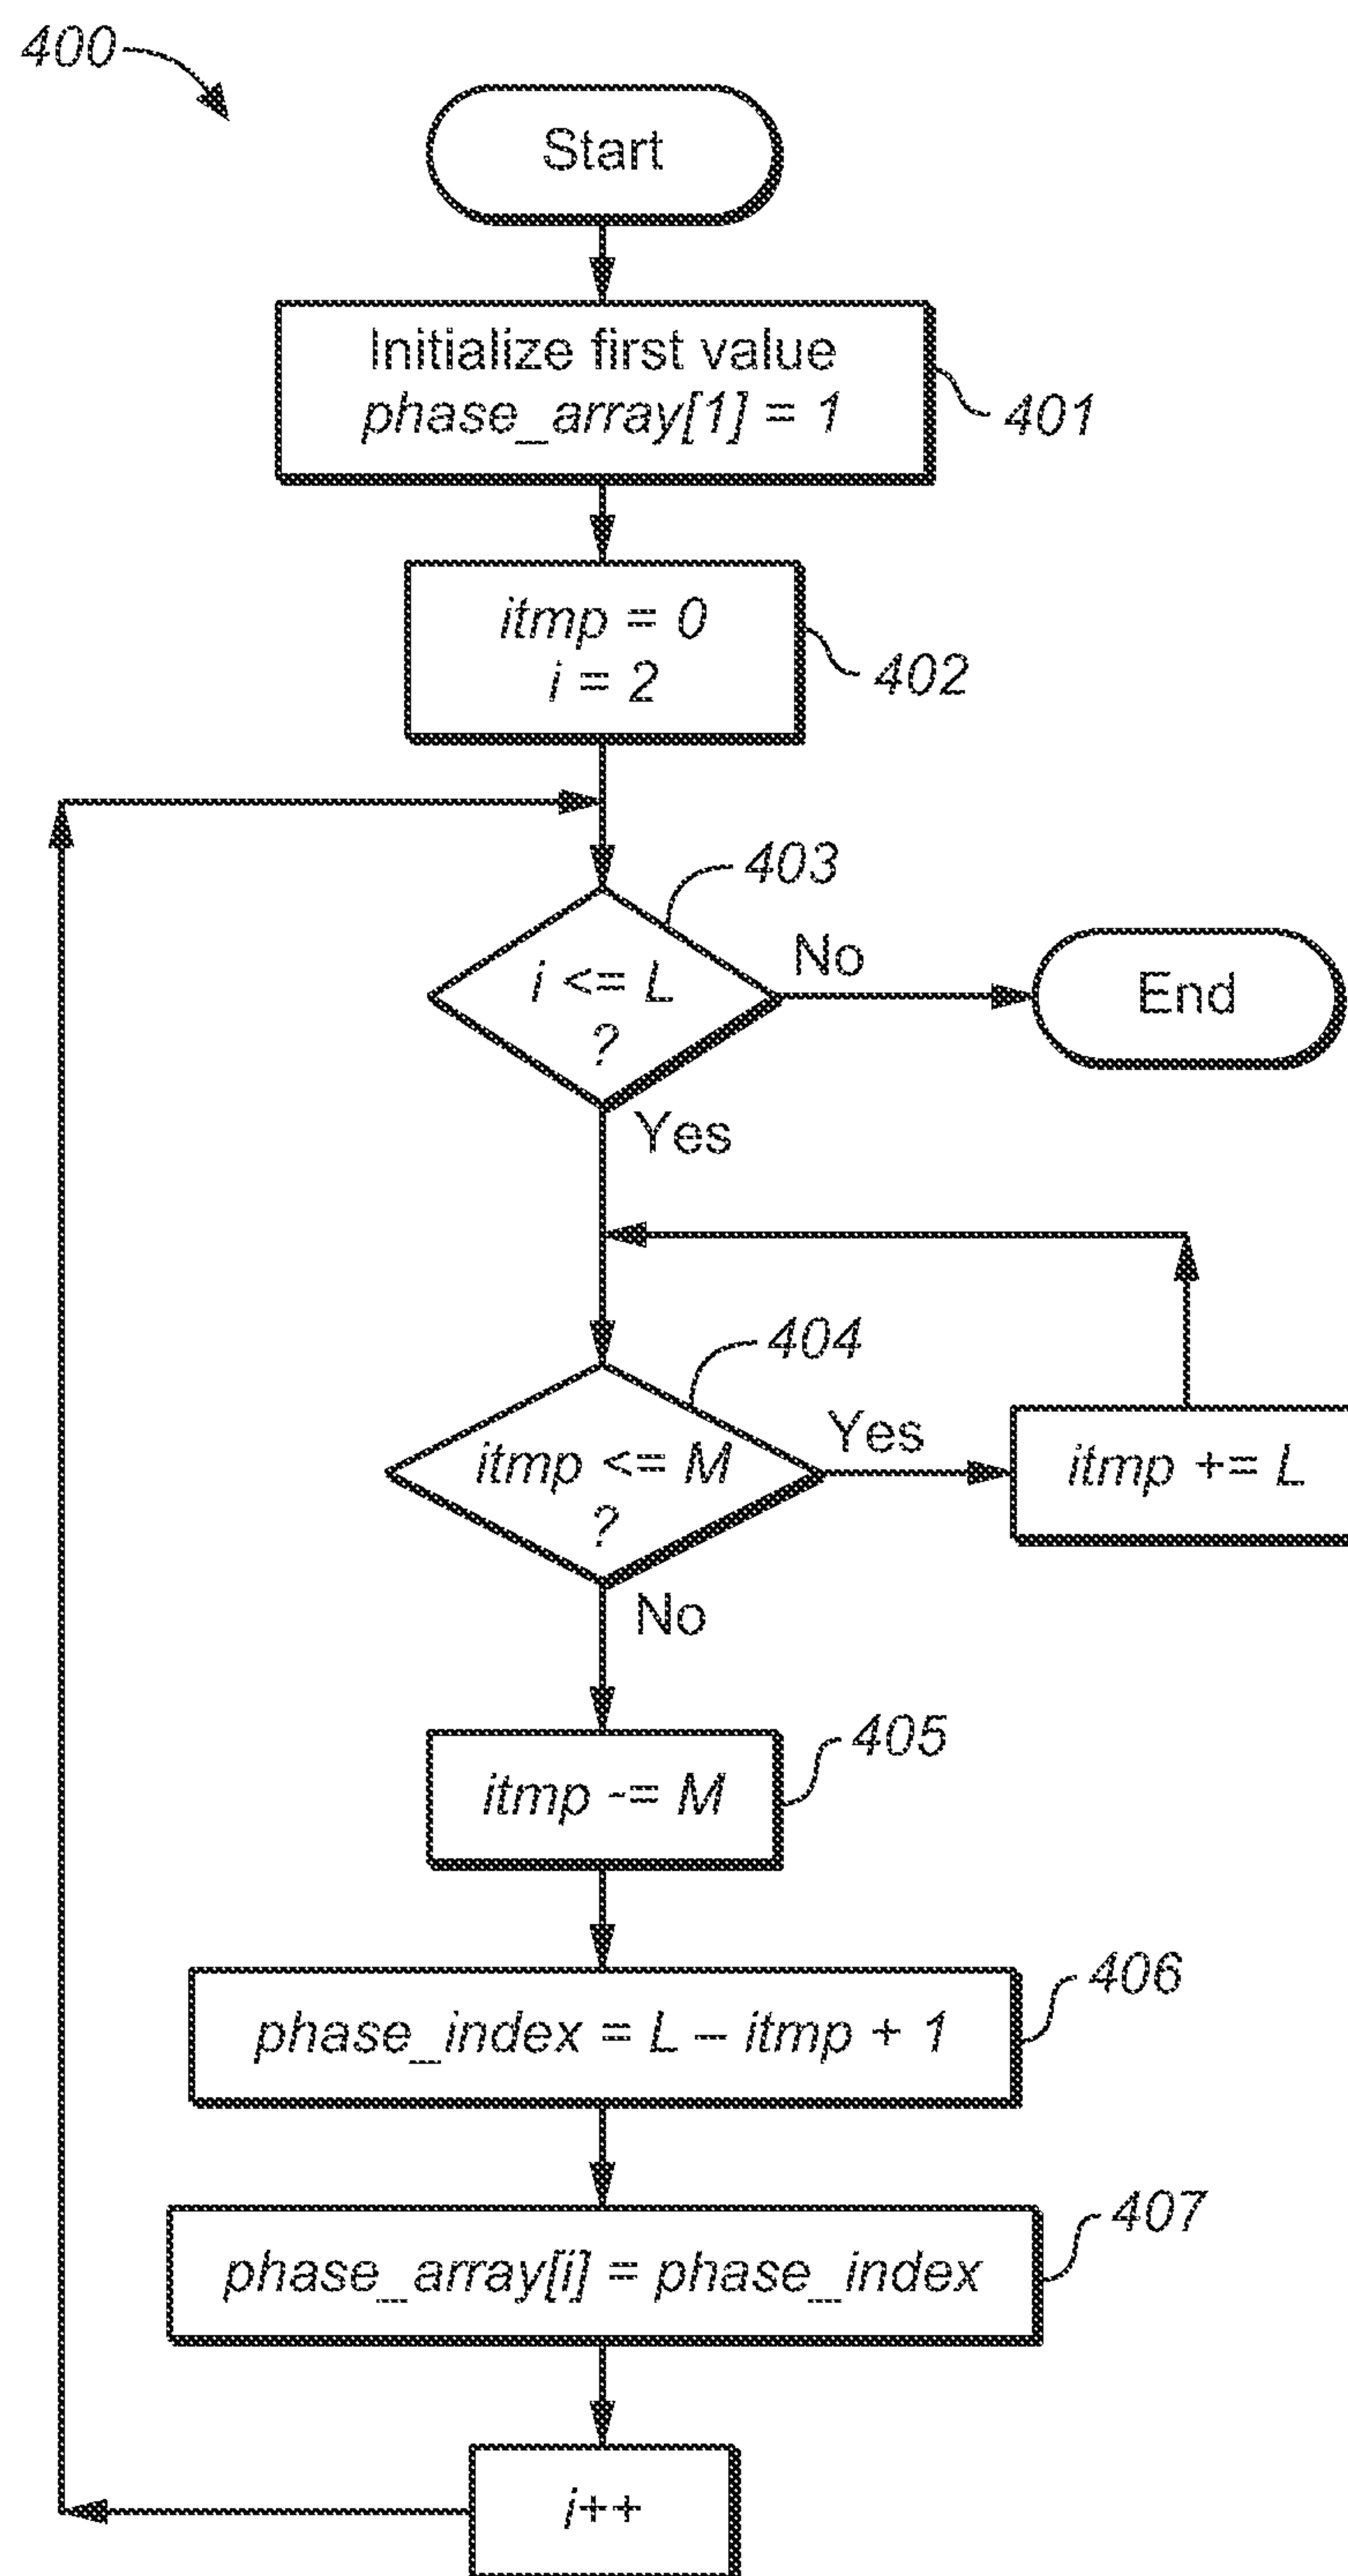 400
Start
Initialize first value
phase_array[1] = 1
401
itmp = 0
i = 2
402
403
i <= L
?
No
End
Yes
404
itmp <= M
?
Yes
itmp += L
No
405
itmp -= M
406
phase_index = L – itmp + 1
407
phase_array[i] = phase_index
i++